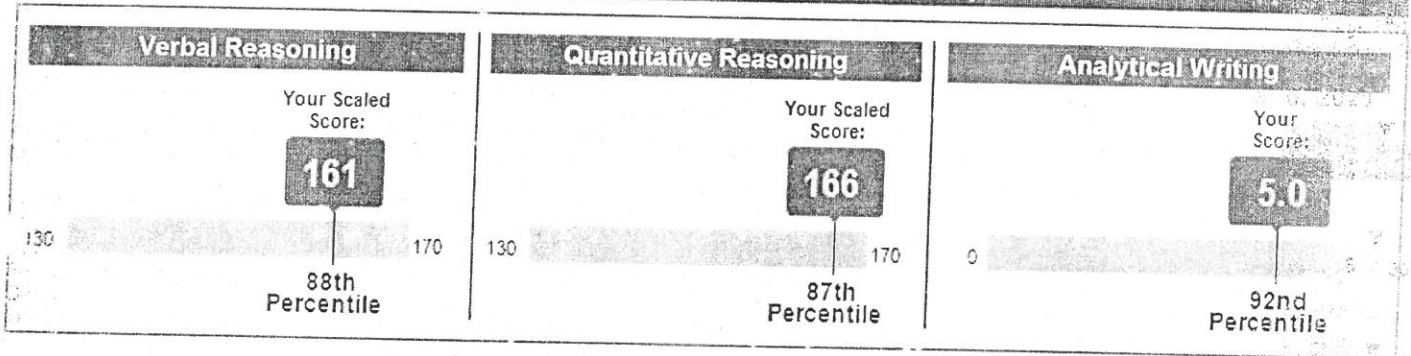 Verbal Reasoning
Your Scaled
Score:
161
130
170
88th
Percentile
Quantitative Reasoning
Your Scaled
Score:
166
130
170
87th
Percentile
Analytical Writing
Your
Score:
5.0
0
92nd
Percentile